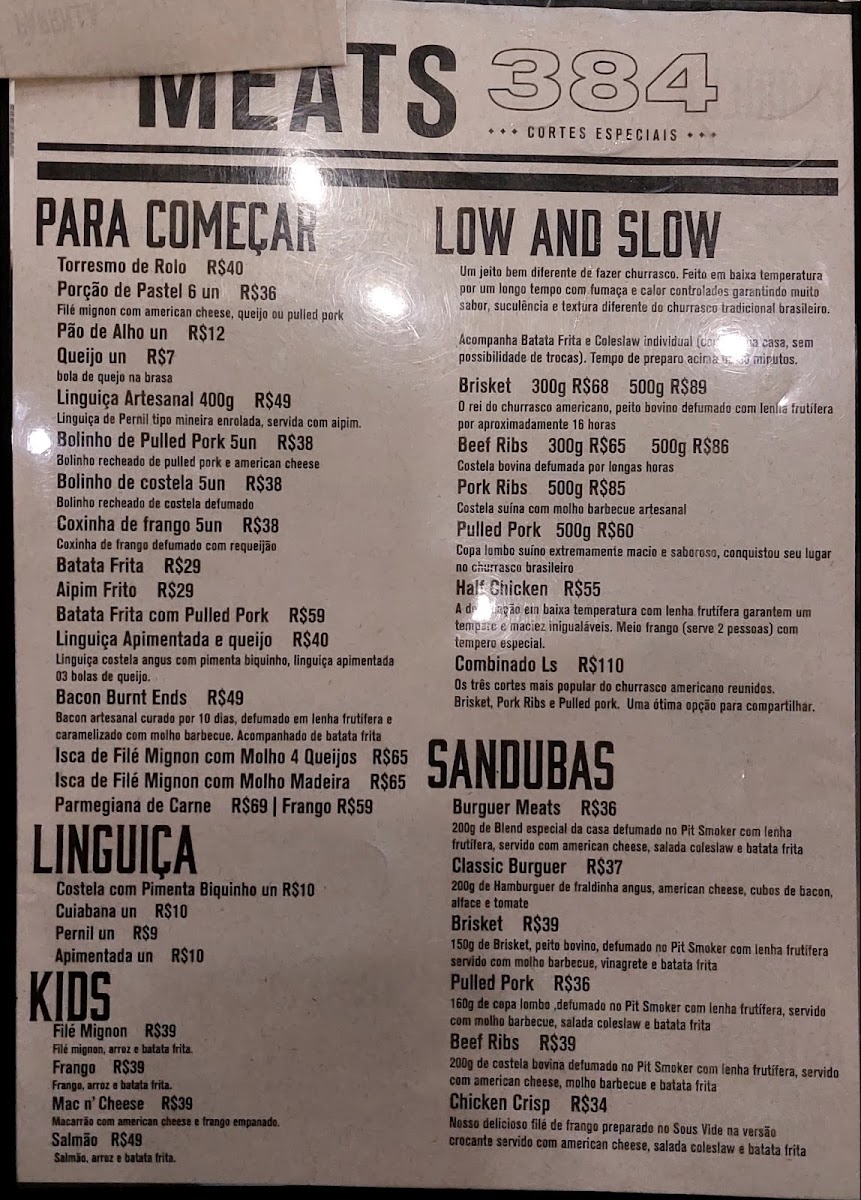 MEATS 384
CORTES ESPECIAIS
PARA COMEÇAR
Torresmo de Rolo R$40
Porção de Pastel 6 un R$36
Filé mignon com american cheese, queijo ou pulled pork
Pão de Alho un R$12
Queijo un R$7
bola de quejo na brasa
Linguiça Artesanal 400g R$49
Linguiça de Pernil tipo mineira enrolada, servida com aipim.
Bolinho de Pulled Pork 5un R$38
Bolinho recheado de pulled pork e american cheese
Bolinho de costela 5un R$38
Bolinho recheado de costela defumado
Coxinha de frango 5un R$38
Coxinha de frango defumado com requeijão
Batata Frita R$29
Aipim Frito R$29
Batata Frita com Pulled Pork R$59
Linguiça Apimentada e queijo R$40
Linguiça costela angus com pimenta biquinho, linguiça apimentada
03 bolas de queijo.
Bacon Burnt Ends R$49
Bacon artesanal curado por 10 dias, defumado em lenha frutífera e
caramelizado com molho barbecue. Acompanhado de batata frita
Isca de Filé Mignon com Molho 4 Queijos R$65
Isca de Filé Mignon com Molho Madeira R$65
Parmegiana de Carne R$69 | Frango R$59
LINGUIÇA
Costela com Pimenta Biquinho un R$10
Cuiabana un R$10
Pernil un R$9
Apimentada un R$10
KIDS
Filé Mignon R$39
Filé mignon, arroz e batata frita.
Frango R$39
Frango, arroz e batata frita.
Mac n' Cheese R$39
Macarrão com american cheese e frango empanado.
Salmão R$49
Salmão, arroz e batata frita.
LOW AND SLOW
Um jeito bem diferente de fazer churrasco. Feito em baixa temperatura
por um longo tempo com fumaça e calor controlados garantindo muito
sabor, suculência e textura diferente do churrasco tradicional brasileiro.
Acompanha Batata Frita e Coleslaw individual casa, sem
possibilidade de trocas). Tempo de preparo acima minutos.
Brisket 300g R$68 500g R$89
O rei do churrasco americano, peito bovino defumado com lenha frutífera
por aproximadamente 16 horas
Beef Ribs 300g R$65 500g R$86
Costela bovina defumada por longas horas
Pork Ribs 500g R$85
Costela suína com molho barbecue artesanal
Pulled Pork 500g R$60
Copa lombo suíno extremamente macio e saboroso, conquistou seu lugar
no churrasco brasileiro
Half Chicken R$55
A em baixa temperatura com lenha frutífera garantem um
tempero e maciez inigualáveis. Meio frango (serve 2 pessoas) com
tempero especial.
Combinado Ls R$110
Os três cortes mais popular do churrasco americano reunidos.
Brisket, Pork Ribs e Pulled pork. Uma ótima opção para compartilhar.
SANDUBAS
Burguer Meats R$36
200g de Blend especial da casa defumado no Pit Smoker com lenha
frutífera, servido com american cheese, salada coleslaw e batata frita
Classic Burguer R$37
200g de Hamburguer de fraldinha angus, american cheese, cubos de bacon,
alface e tomate
Brisket R$39
150g de Brisket, peito bovino, defumado no Pit Smoker com lenha frutífera
servido com molho barbecue, vinagrete e batata frita
Pulled Pork R$36
160g de copa lombo ,defumado no Pit Smoker com lenha frutífera, servido
com molho barbecue, salada coleslaw e batata frita
Beef Ribs R$39
200g de costela bovina defumado no Pit Smoker com lenha frutífera, servido
com american cheese, molho barbecue e batata frita
Chicken Crisp R$34
Nosso delicioso filé de frango preparado no Sous Vide na versão
crocante servido com american cheese, salada coleslaw e batata frita